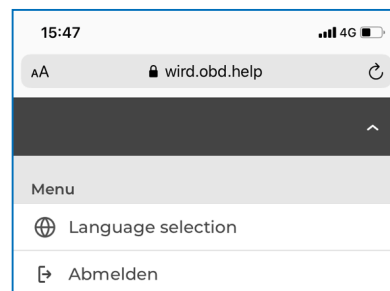 15:47
4G
AA wird.obd.help
Menu
Language selection
Abmelden